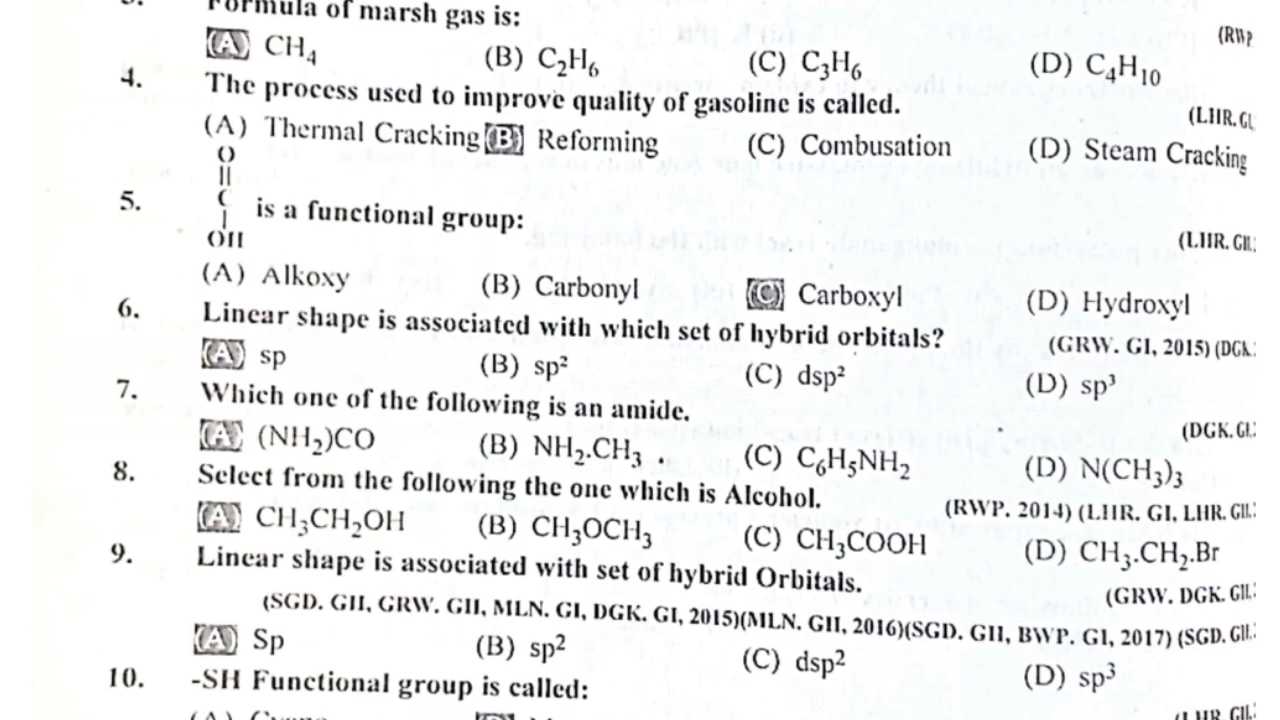 Formula of marsh gas is:
(RWP
(A) CH₄ (B) C₂H₆ (C) C₃H₆ (D) C₄H₁₀
4. The process used to improve quality of gasoline is called.
(LHR. GI,
(A) Thermal Cracking (B) Reforming (C) Combusation (D) Steam Cracking
O
||
5. C is a functional group:
|
OH
(LHR. GII.
(A) Alkoxy (B) Carbonyl (C) Carboxyl (D) Hydroxyl
6. Linear shape is associated with which set of hybrid orbitals?
(GRW. GI, 2015) (DGK.
(A) sp (B) sp² (C) dsp² (D) sp³
7. Which one of the following is an amide.
(DGK. GI.
(A) (NH₂)CO (B) NH₂.CH₃ (C) C₆H₅NH₂ (D) N(CH₃)₃
8. Select from the following the one which is Alcohol.
(RWP. 2014) (LHR. GI, LHR. GII.
(A) CH₃CH₂OH (B) CH₃OCH₃ (C) CH₃COOH (D) CH₃.CH₂.Br
9. Linear shape is associated with set of hybrid Orbitals.
(GRW. DGK. GII.
(SGD. GII, GRW. GII, MLN. GI, DGK. GI, 2015)(MLN. GII, 2016)(SGD. GII, BWP. GI, 2017) (SGD. GII.
(A) Sp (B) sp² (C) dsp² (D) sp³
10. -SH Functional group is called:
(LHR. GII.